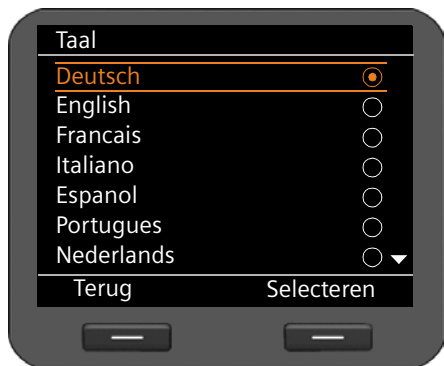 Taal
Deutsch
English
Francais
Italiano
Espanol
Portugues
Nederlands
Terug Selecteren